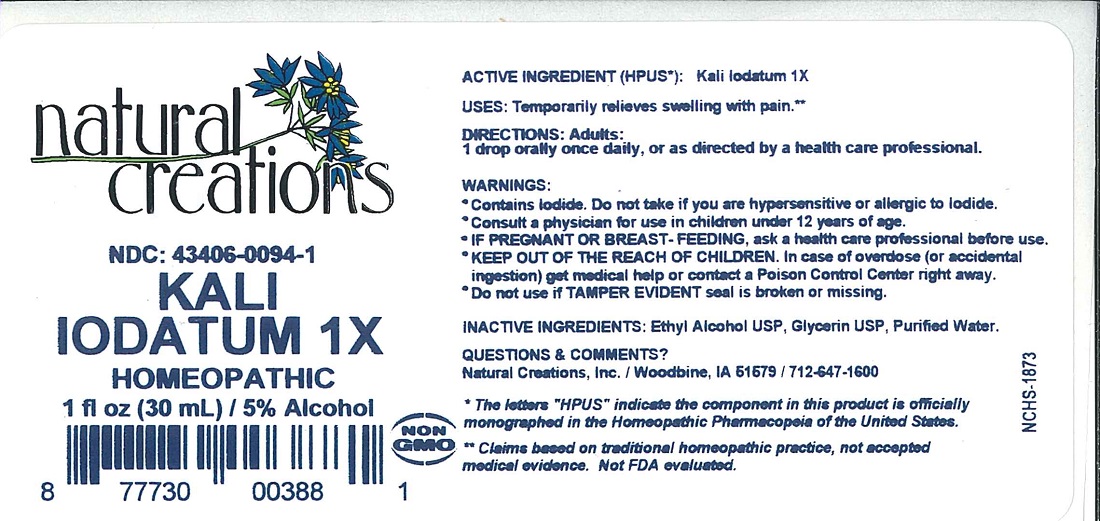 natural
creations
NDC: 43406-0094-1
KALI
IODATUM 1X
HOMEOPATHIC
1 fl oz (30 mL) / 5% Alcohol
8 77730 00388 1
NON
GMO
ACTIVE INGREDIENT (HPUS*): Kali Iodatum 1X
USES: Temporarily relieves swelling with pain.**
DIRECTIONS: Adults:
1 drop orally once daily, or as directed by a health care professional.
WARNINGS:
* Contains Iodide. Do not take if you are hypersensitive or allergic to Iodide.
* Consult a physician for use in children under 12 years of age.
* IF PREGNANT OR BREAST- FEEDING, ask a health care professional before use.
* KEEP OUT OF THE REACH OF CHILDREN. In case of overdose (or accidental
ingestion) get medical help or contact a Poison Control Center right away.
* Do not use if TAMPER EVIDENT seal is broken or missing.
INACTIVE INGREDIENTS: Ethyl Alcohol USP, Glycerin USP, Purified Water.
QUESTIONS & COMMENTS?
Natural Creations, Inc. / Woodbine, IA 51579 / 712-647-1600
* The letters "HPUS" indicate the component in this product is officially
monographed in the Homeopathic Pharmacopeia of the United States.
** Claims based on traditional homeopathic practice, not accepted
medical evidence. Not FDA evaluated.
NCHS-1873